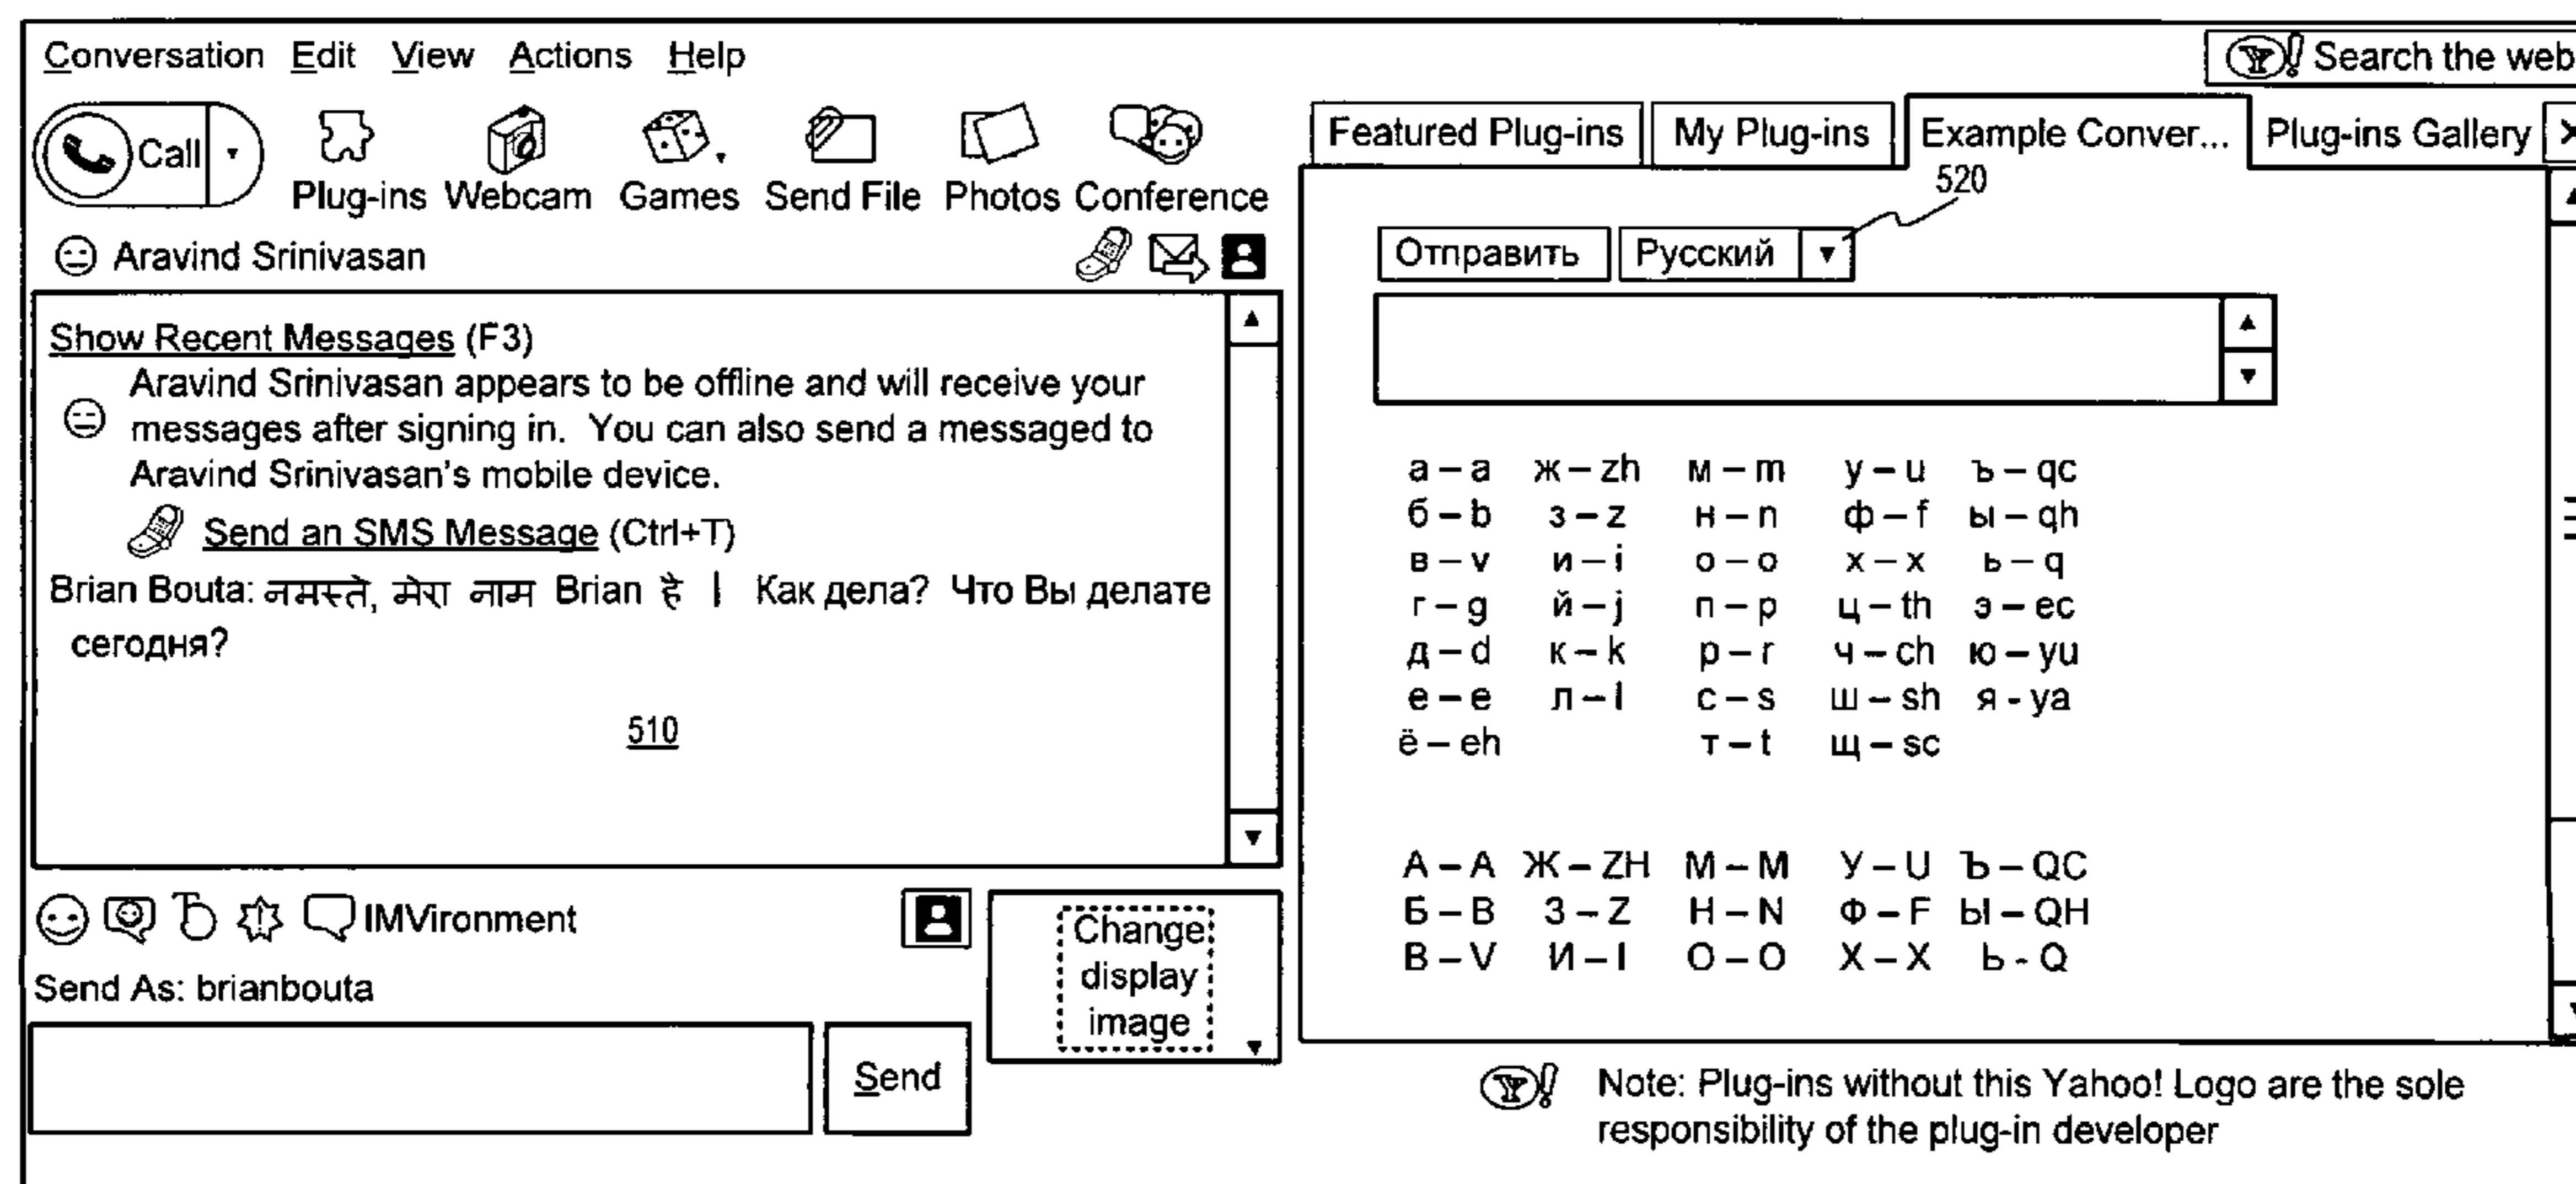 Conversation Edit View Actions Help
Search the web
Call
Plug-ins Webcam Games Send File Photos Conference
Featured Plug-ins My Plug-ins Example Conver... Plug-ins Gallery
520
Aravind Srinivasan
Отправить Русский
Show Recent Messages (F3)
Aravind Srinivasan appears to be offline and will receive your
messages after signing in. You can also send a messaged to
Aravind Srinivasan's mobile device.
Send an SMS Message (Ctrl+T)
Brian Bouta: नमस्ते, मेरा नाम Brian हे | Как дела? Что Вы делате
сегодня?
510
а – a ж – zh м – m у – u ъ – qc
б – b з – z н – n ф – f ы – qh
в – v и – i о – o х – x ь – q
г – g й – j п – p ц – th э – ec
д – d к – k р – r ч – ch ю – yu
е – e л – l с – s ш – sh я - ya
ё – eh т – t щ – sc
А – A Ж – ZH М – M У – U Ъ – QC
Б – B З – Z Н – N Ф – F Ы – QH
В – V И – I О – O Х – X Ь - Q
IMVironment
Change
display
image
Send As: brianbouta
Send
Y! Note: Plug-ins without this Yahoo! Logo are the sole
responsibility of the plug-in developer